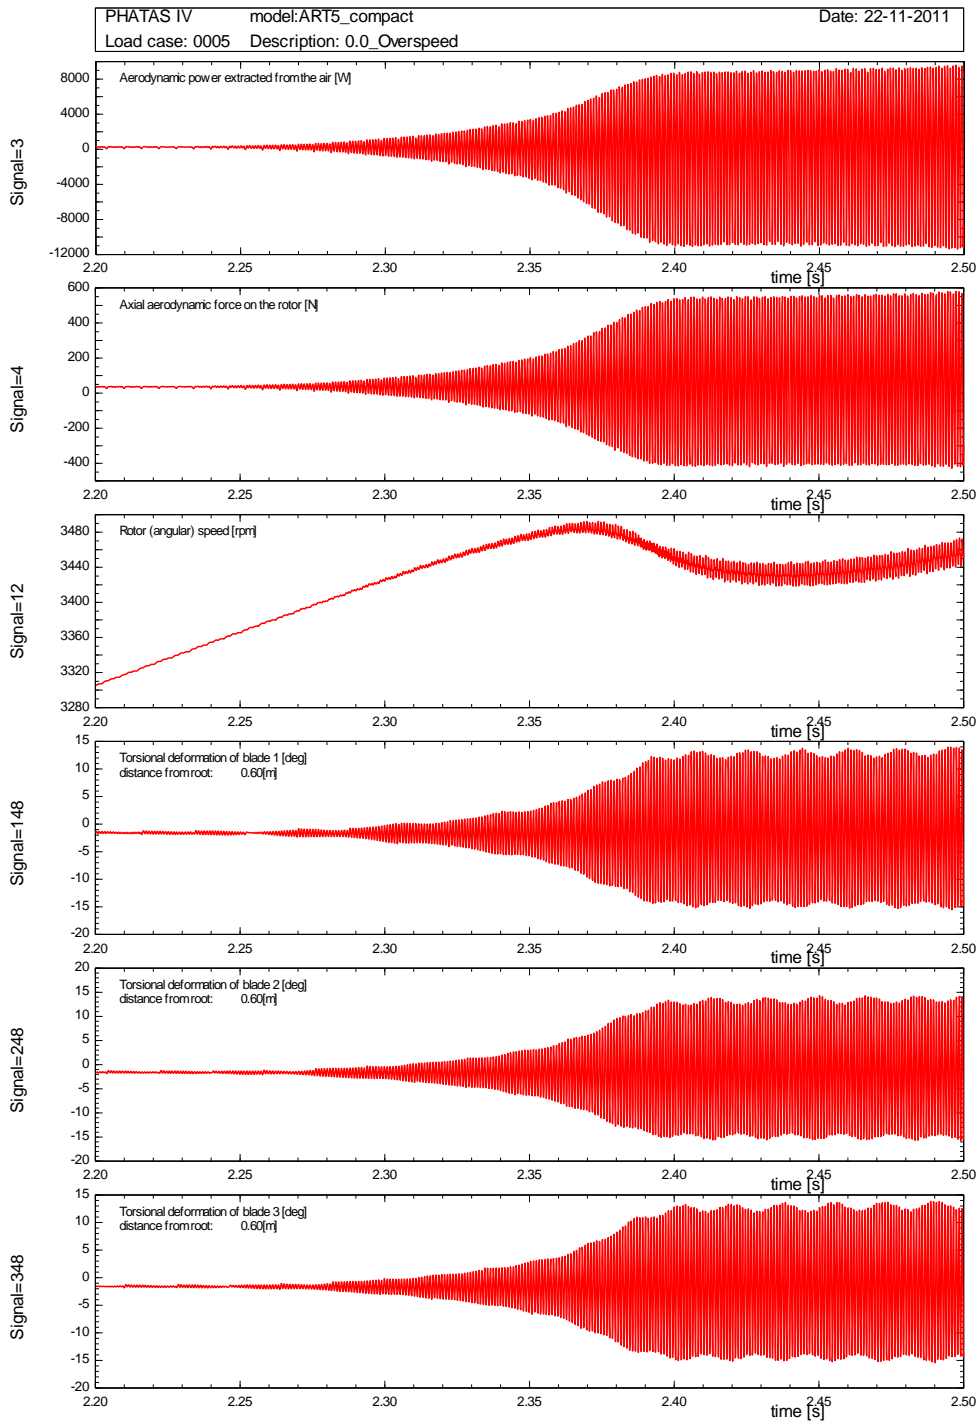 PHATAS IV model:ART5_compact Date: 22-11-2011
Load case: 0005 Description: 0.0_Overspeed
Signal=3
Aerodynamic power extracted from the air [W]
8000
4000
0
-4000
-8000
-12000
2.20 2.25 2.30 2.35 2.40 2.45 2.50
time [s]
Signal=4
Axial aerodynamic force on the rotor [N]
600
400
200
0
-200
-400
2.20 2.25 2.30 2.35 2.40 2.45 2.50
time [s]
Signal=12
Rotor (angular) speed [rpm]
3480
3440
3400
3360
3320
3280
2.20 2.25 2.30 2.35 2.40 2.45 2.50
time [s]
Signal=148
Torsional deformation of blade 1 [deg]
distance from root: 0.60[m]
15
10
5
0
-5
-10
-15
-20
2.20 2.25 2.30 2.35 2.40 2.45 2.50
time [s]
Signal=248
Torsional deformation of blade 2 [deg]
distance from root: 0.60[m]
20
15
10
5
0
-5
-10
-15
-20
2.20 2.25 2.30 2.35 2.40 2.45 2.50
time [s]
Signal=348
Torsional deformation of blade 3 [deg]
distance from root: 0.60[m]
15
10
5
0
-5
-10
-15
-20
2.20 2.25 2.30 2.35 2.40 2.45 2.50
time [s]